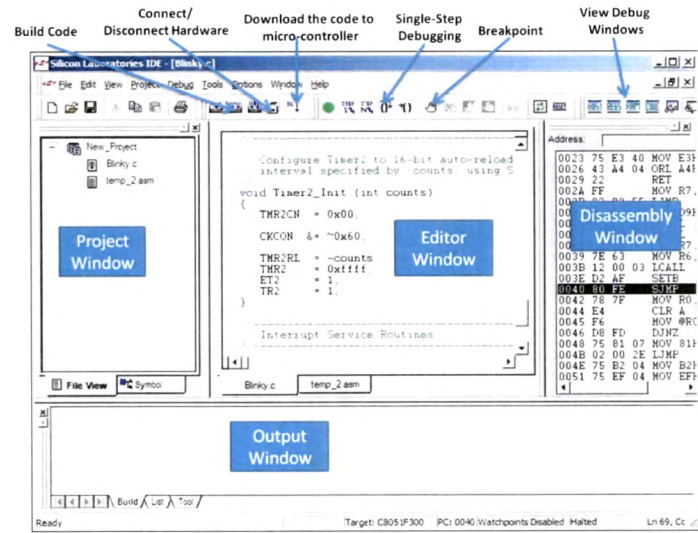 Build Code
Connect/
Disconnect Hardware
Download the code to
micro-controller
Single-Step
Debugging
Breakpoint
View Debug
Windows
Silicon Laboratories IDE - [Blinky.c]
File Edit View Project Debug Tools Options Window Help
New_Project
Blinky.c
temp_2.asm
Project
Window
File View Symbol
Configure Timer2 to 16-bit auto-reload
interval specified by counts using S
void Timer2_Init (int counts)
{
TMR2CN = 0x00.
CKCON &= ~0x60.
TMR2RL = -counts
TMR2 = 0xffff.
ET2 = 1.
TR2 = 1.
}
Interrupt Service Routines
Editor
Window
Blinky.c temp_2.asm
Address:
0023 75 E3 40 MOV E3H
0026 43 A4 04 ORL A4H
0029 22 RET
002A FF MOV R7,
Disassembly
Window
0039 7E 63 MOV R6,
003B 12 00 03 LCALL
003E D2 AF SETB
0040 80 FE SJMP
0042 78 7F MOV R0,
0044 E4 CLR A
0045 F6 MOV @R0
0046 D8 FD DJNZ
0048 75 81 07 MOV 81H
004B 02 00 2E LJMP
004E 75 B2 04 MOV B2H
0051 75 EF 04 MOV EFH
Output
Window
Build List Tool
Ready Target: C8051F300 PC: 0040 Watchpoints Disabled Halted Ln 69, Cc